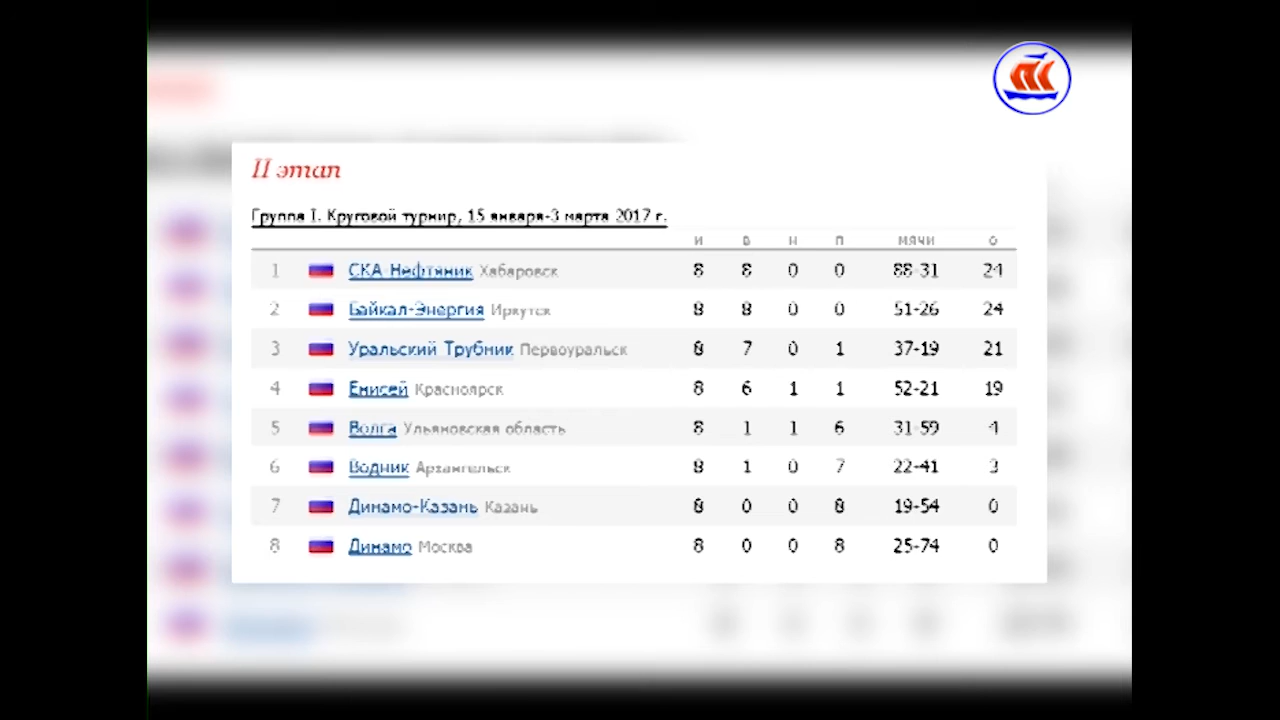 II этап
Группа I. Круговой турнир, 15 января-3 марта 2017 г.
и в н п мячи о
1 СКА-Нефтяник Хабаровск 8 8 0 0 88-31 24
2 Байкал-Энергия Иркутск 8 8 0 0 51-26 24
3 Уральский Трубник Первоуральск 8 7 0 1 37-19 21
4 Енисей Красноярск 8 6 1 1 52-21 19
5 Волга Ульяновская область 8 1 1 6 31-59 4
6 Водник Архангельск 8 1 0 7 22-41 3
7 Динамо-Казань Казань 8 0 0 8 19-54 0
8 Динамо Москва 8 0 0 8 25-74 0